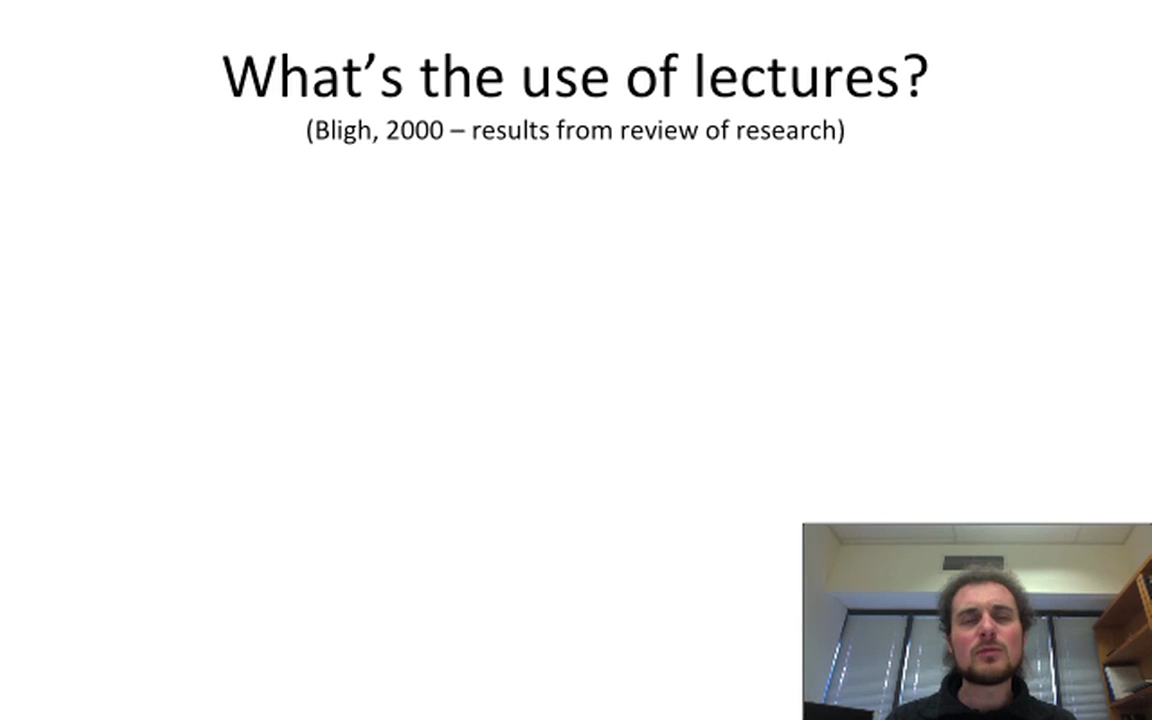 What’s the use of lectures?
(Bligh, 2000 – results from review of research)